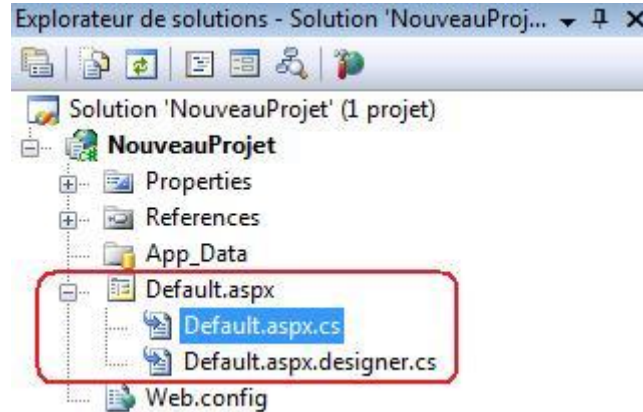 Explorateur de solutions - Solution 'NouveauProj...
Solution 'NouveauProjet' (1 projet)
NouveauProjet
Properties
References
App_Data
Default.aspx
Default.aspx.cs
Default.aspx.designer.cs
Web.config